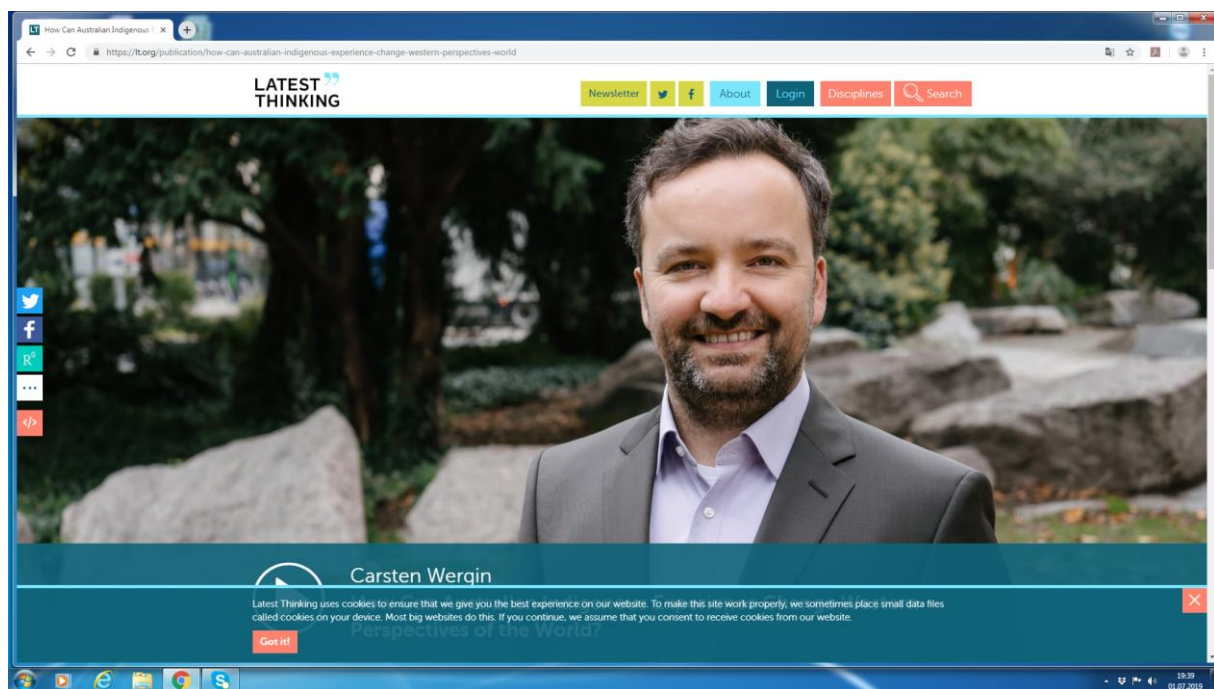 How Can Australian Indigenous
https://lt.org/publication/how-can-australian-indigenous-experience-change-western-perspectives-world
LATEST
THINKING
Newsletter
About
Login
Disciplines
Search
Carsten Wergin
Latest Thinking uses cookies to ensure that we give you the best experience on our website. To make this site work properly, we sometimes place small data files
called cookies on your device. Most big websites do this. If you continue, we assume that you consent to receive cookies from our website.
Perspectives of the World?
Got it!
19:39
01.07.2019